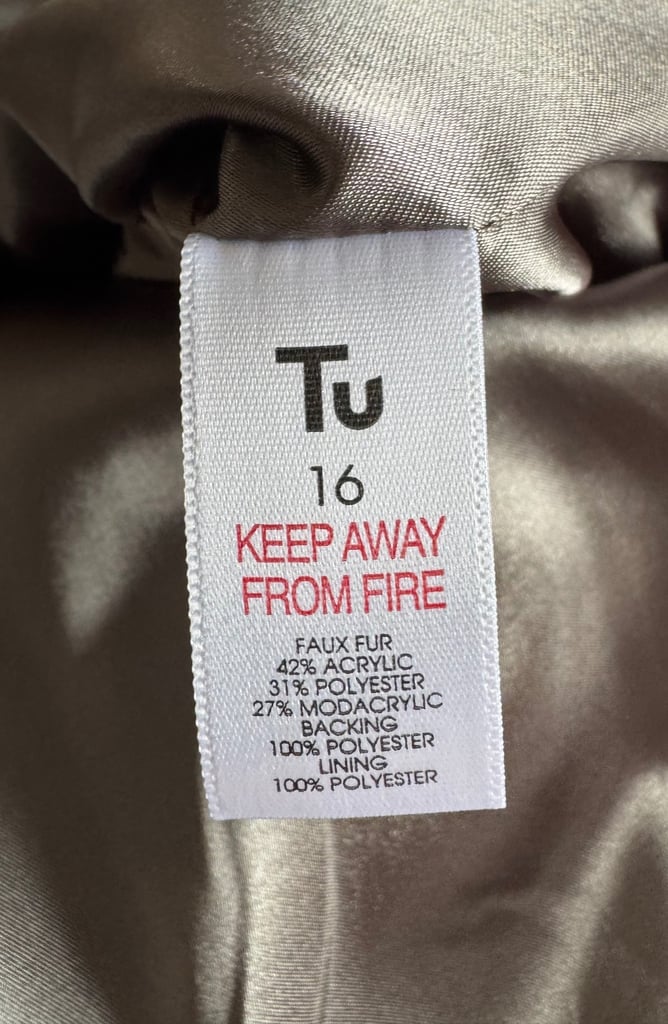 Tu
16
KEEP AWAY
FROM FIRE
FAUX FUR
42% ACRYLIC
31% POLYESTER
27% MODACRYLIC
BACKING
100% POLYESTER
LINING
100% POLYESTER